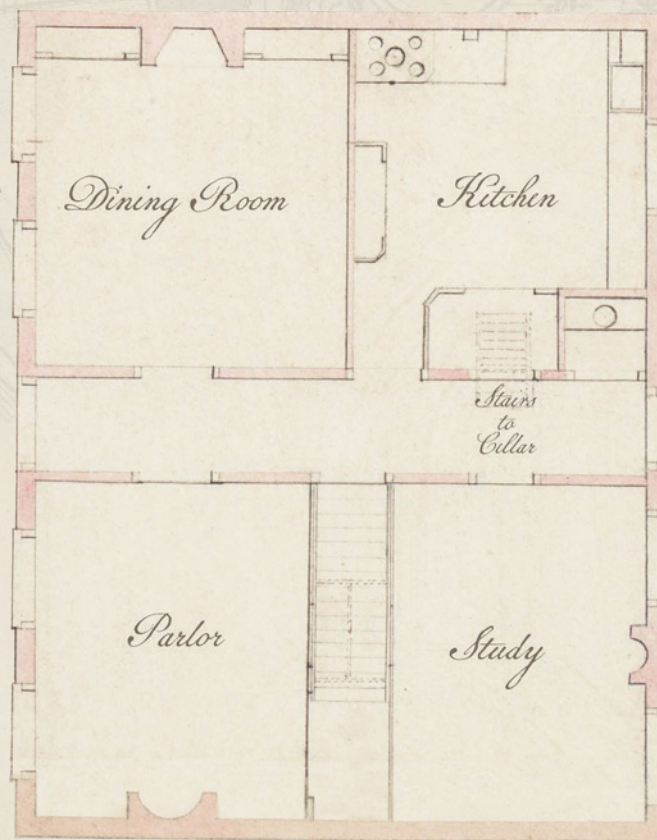 Dining Room
Kitchen
Stairs
to
Cillar
Parlor
Study